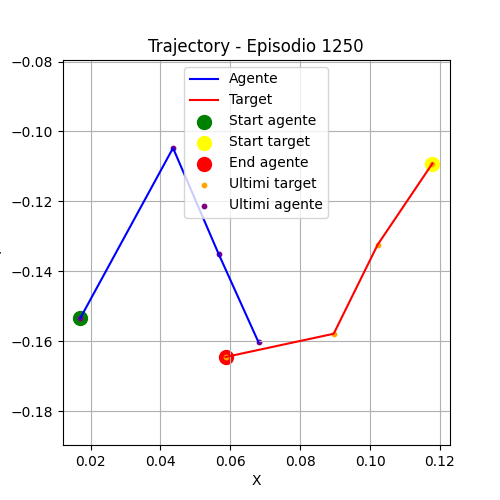 Trajectory - Episodio 1250
Agente
Target
Start agente
Start target
End agente
Ultimi target
Ultimi agente
−0.08
−0.10
−0.12
−0.14
−0.16
−0.18
0.02 0.04 0.06 0.08 0.10 0.12
X